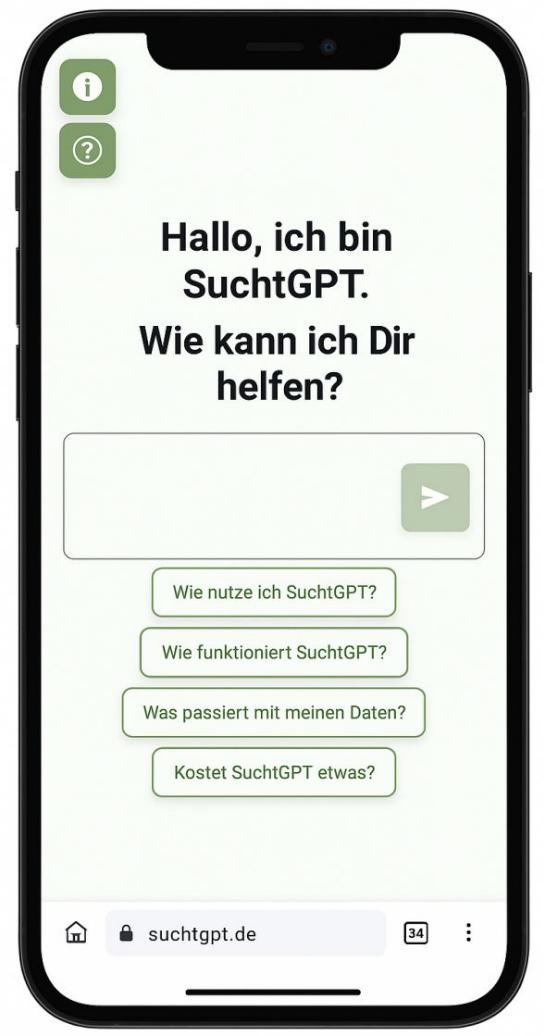 i
?
Hallo, ich bin
SuchtGPT.
Wie kann ich Dir
helfen?
Wie nutze ich SuchtGPT?
Wie funktioniert SuchtGPT?
Was passiert mit meinen Daten?
Kostet SuchtGPT etwas?
suchtgpt.de
34